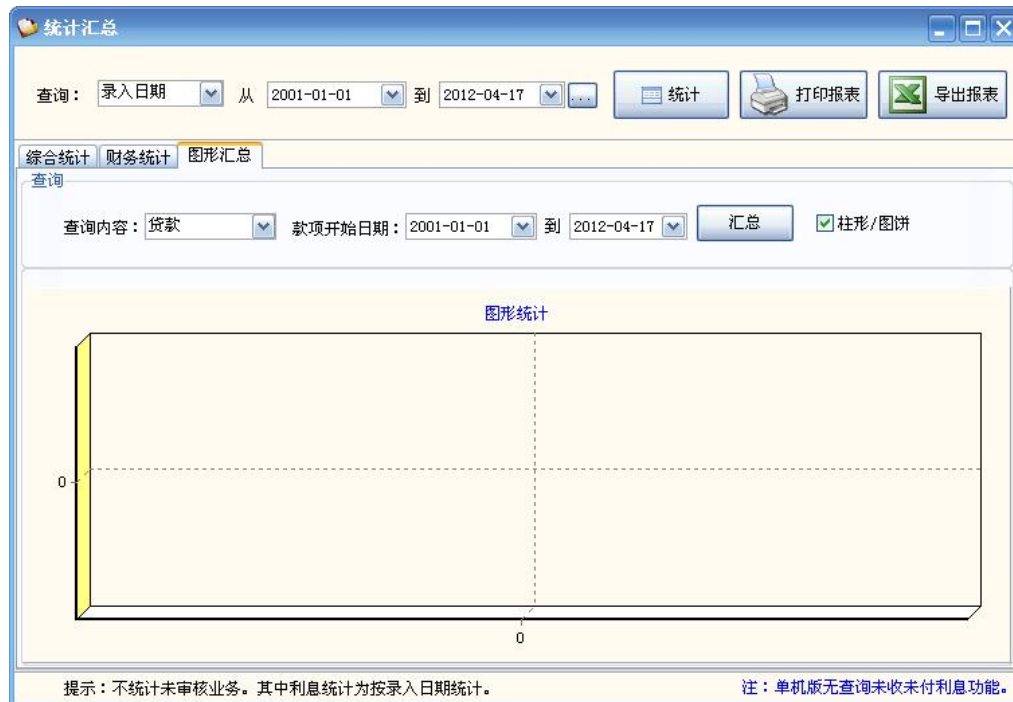 统计汇总
查询： 录入日期 从 2001-01-01 到 2012-04-17 ... 统计 打印报表 导出报表
综合统计 财务统计 图形汇总
查询
查询内容：贷款 款项开始日期：2001-01-01 到 2012-04-17 汇总 柱形/图饼
图形统计
0
0
提示：不统计未审核业务。其中利息统计为按录入日期统计。 注：单机版无查询未收未付利息功能。